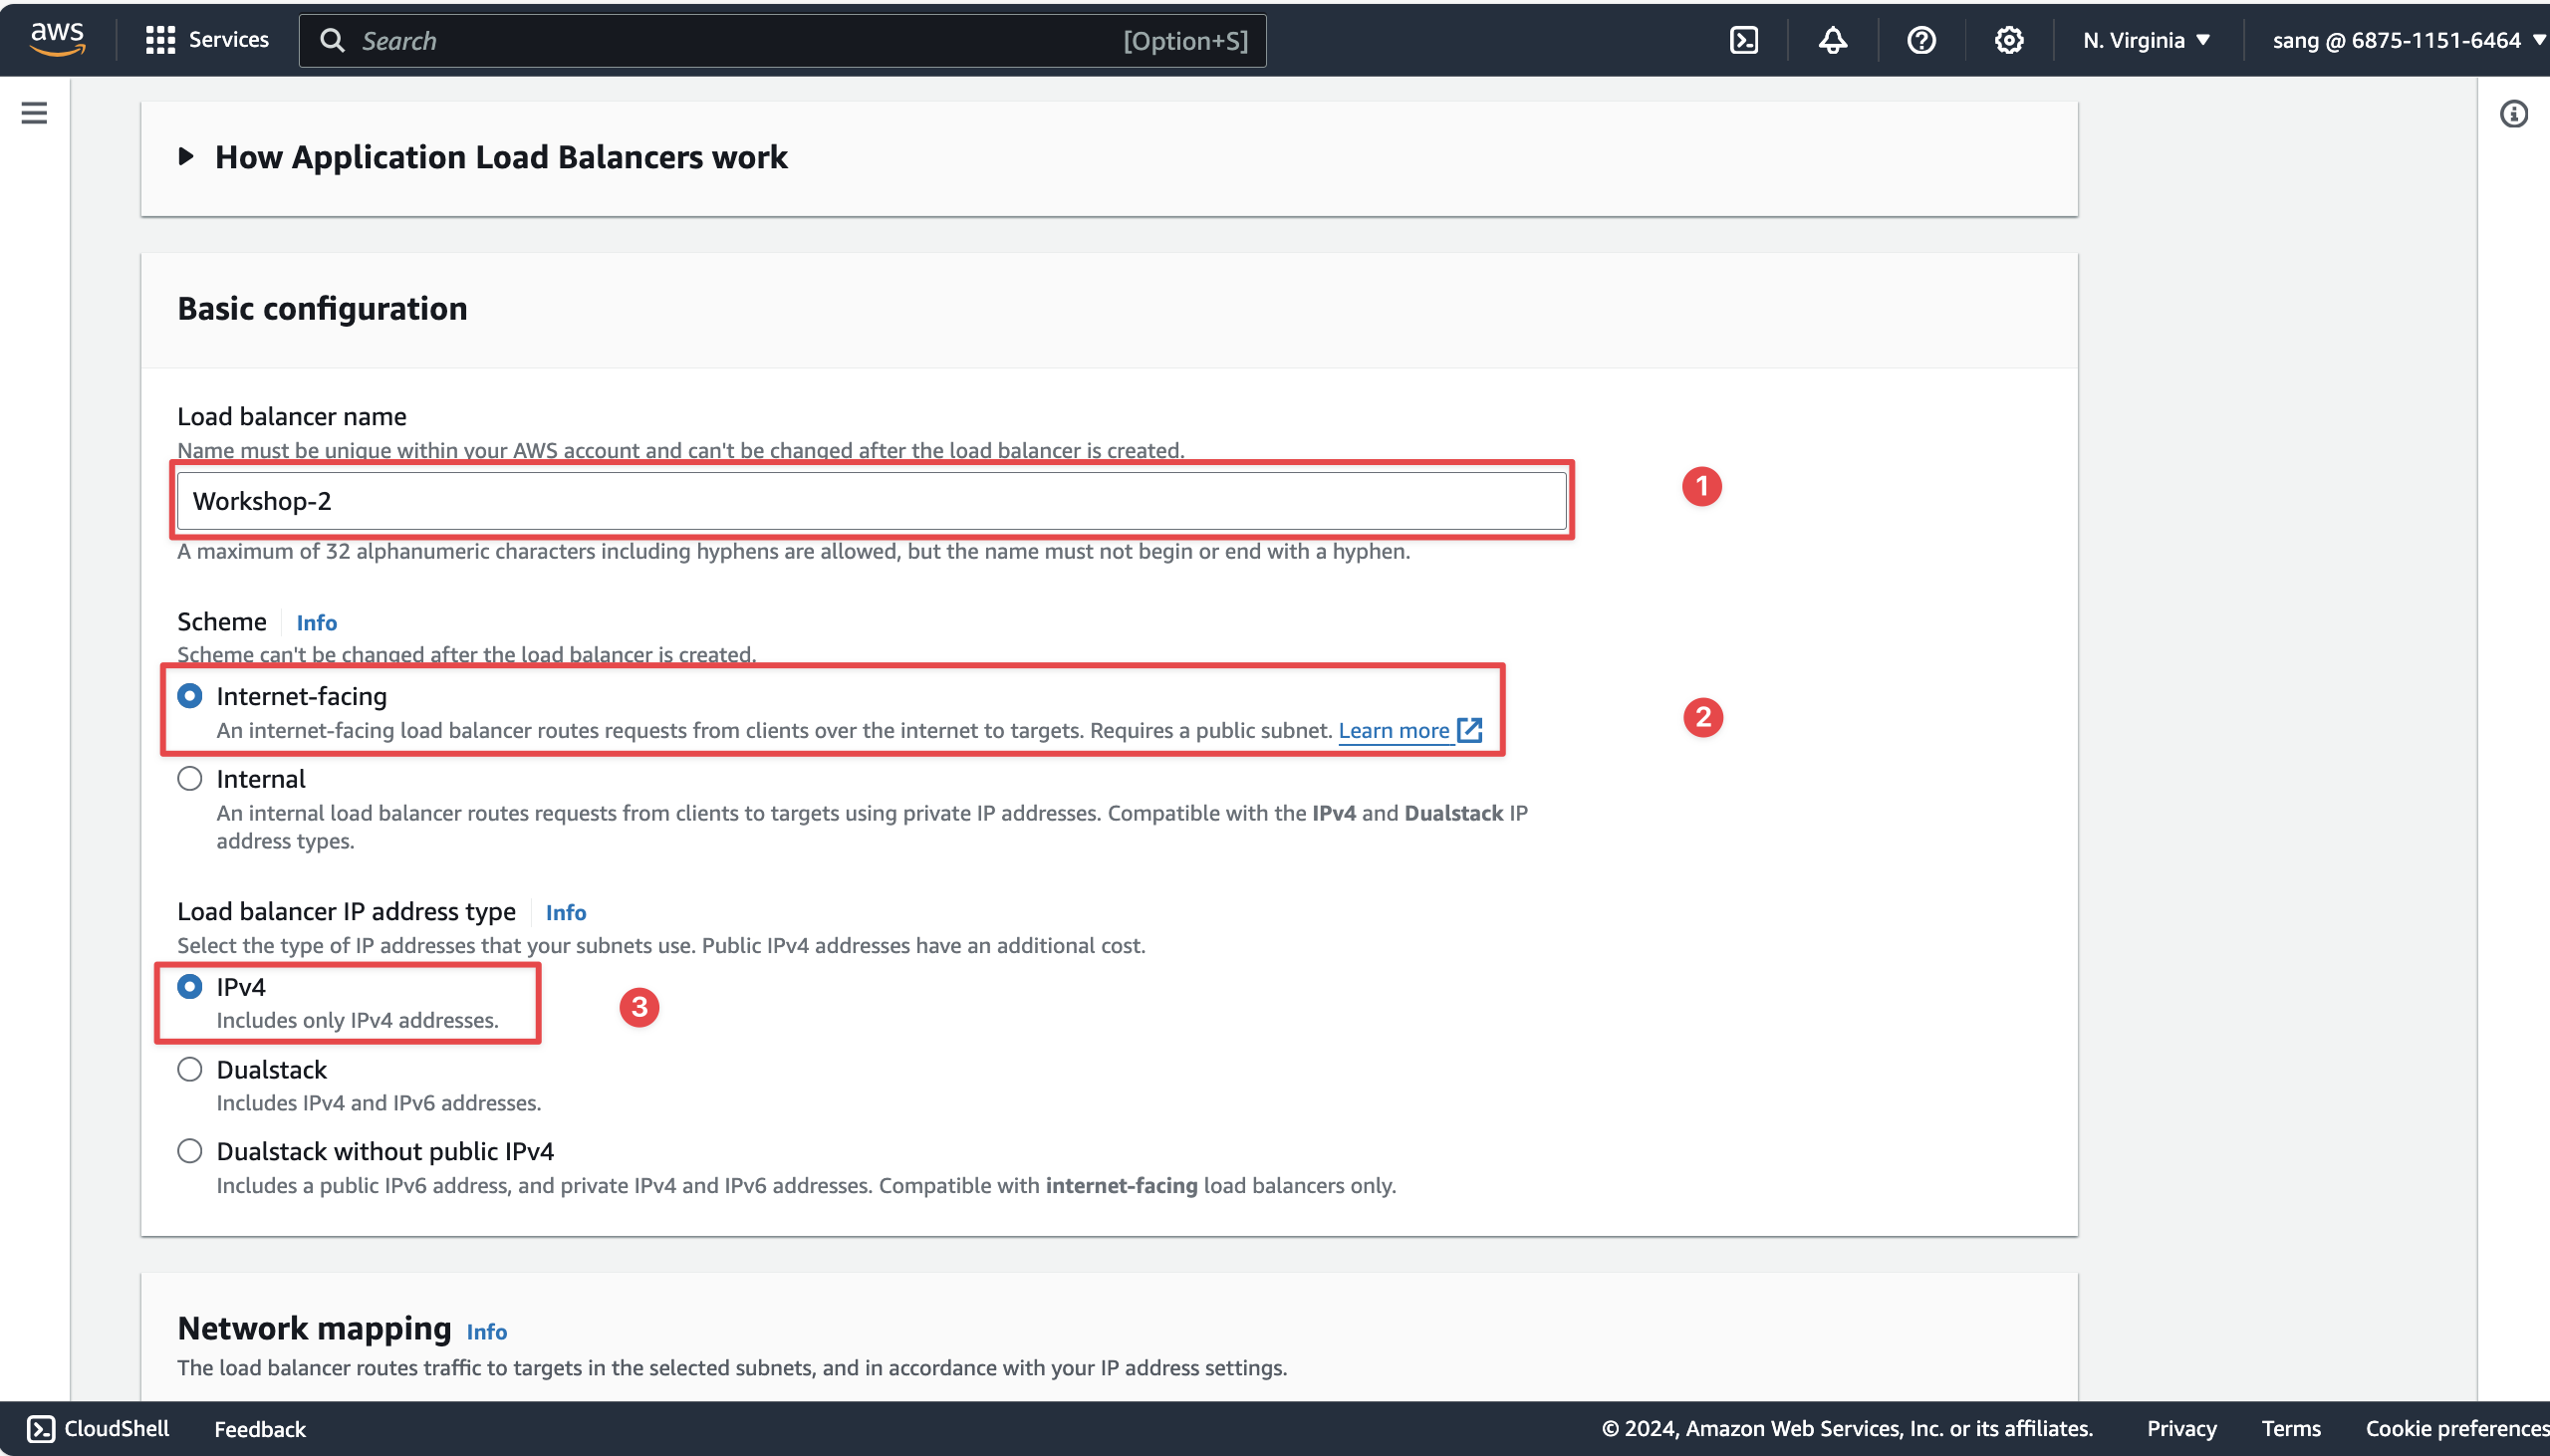 aws
Services
Search
[Option+S]
N. Virginia
sang @ 6875-1151-6464
How Application Load Balancers work
Basic configuration
Load balancer name
Name must be unique within your AWS account and can't be changed after the load balancer is created.
Workshop-2
1
A maximum of 32 alphanumeric characters including hyphens are allowed, but the name must not begin or end with a hyphen.
Scheme Info
Scheme can't be changed after the load balancer is created.
Internet-facing
An internet-facing load balancer routes requests from clients over the internet to targets. Requires a public subnet. Learn more
2
Internal
An internal load balancer routes requests from clients to targets using private IP addresses. Compatible with the IPv4 and Dualstack IP
address types.
Load balancer IP address type Info
Select the type of IP addresses that your subnets use. Public IPv4 addresses have an additional cost.
IPv4
Includes only IPv4 addresses.
3
Dualstack
Includes IPv4 and IPv6 addresses.
Dualstack without public IPv4
Includes a public IPv6 address, and private IPv4 and IPv6 addresses. Compatible with internet-facing load balancers only.
Network mapping Info
The load balancer routes traffic to targets in the selected subnets, and in accordance with your IP address settings.
CloudShell
Feedback
© 2024, Amazon Web Services, Inc. or its affiliates.
Privacy
Terms
Cookie preferences